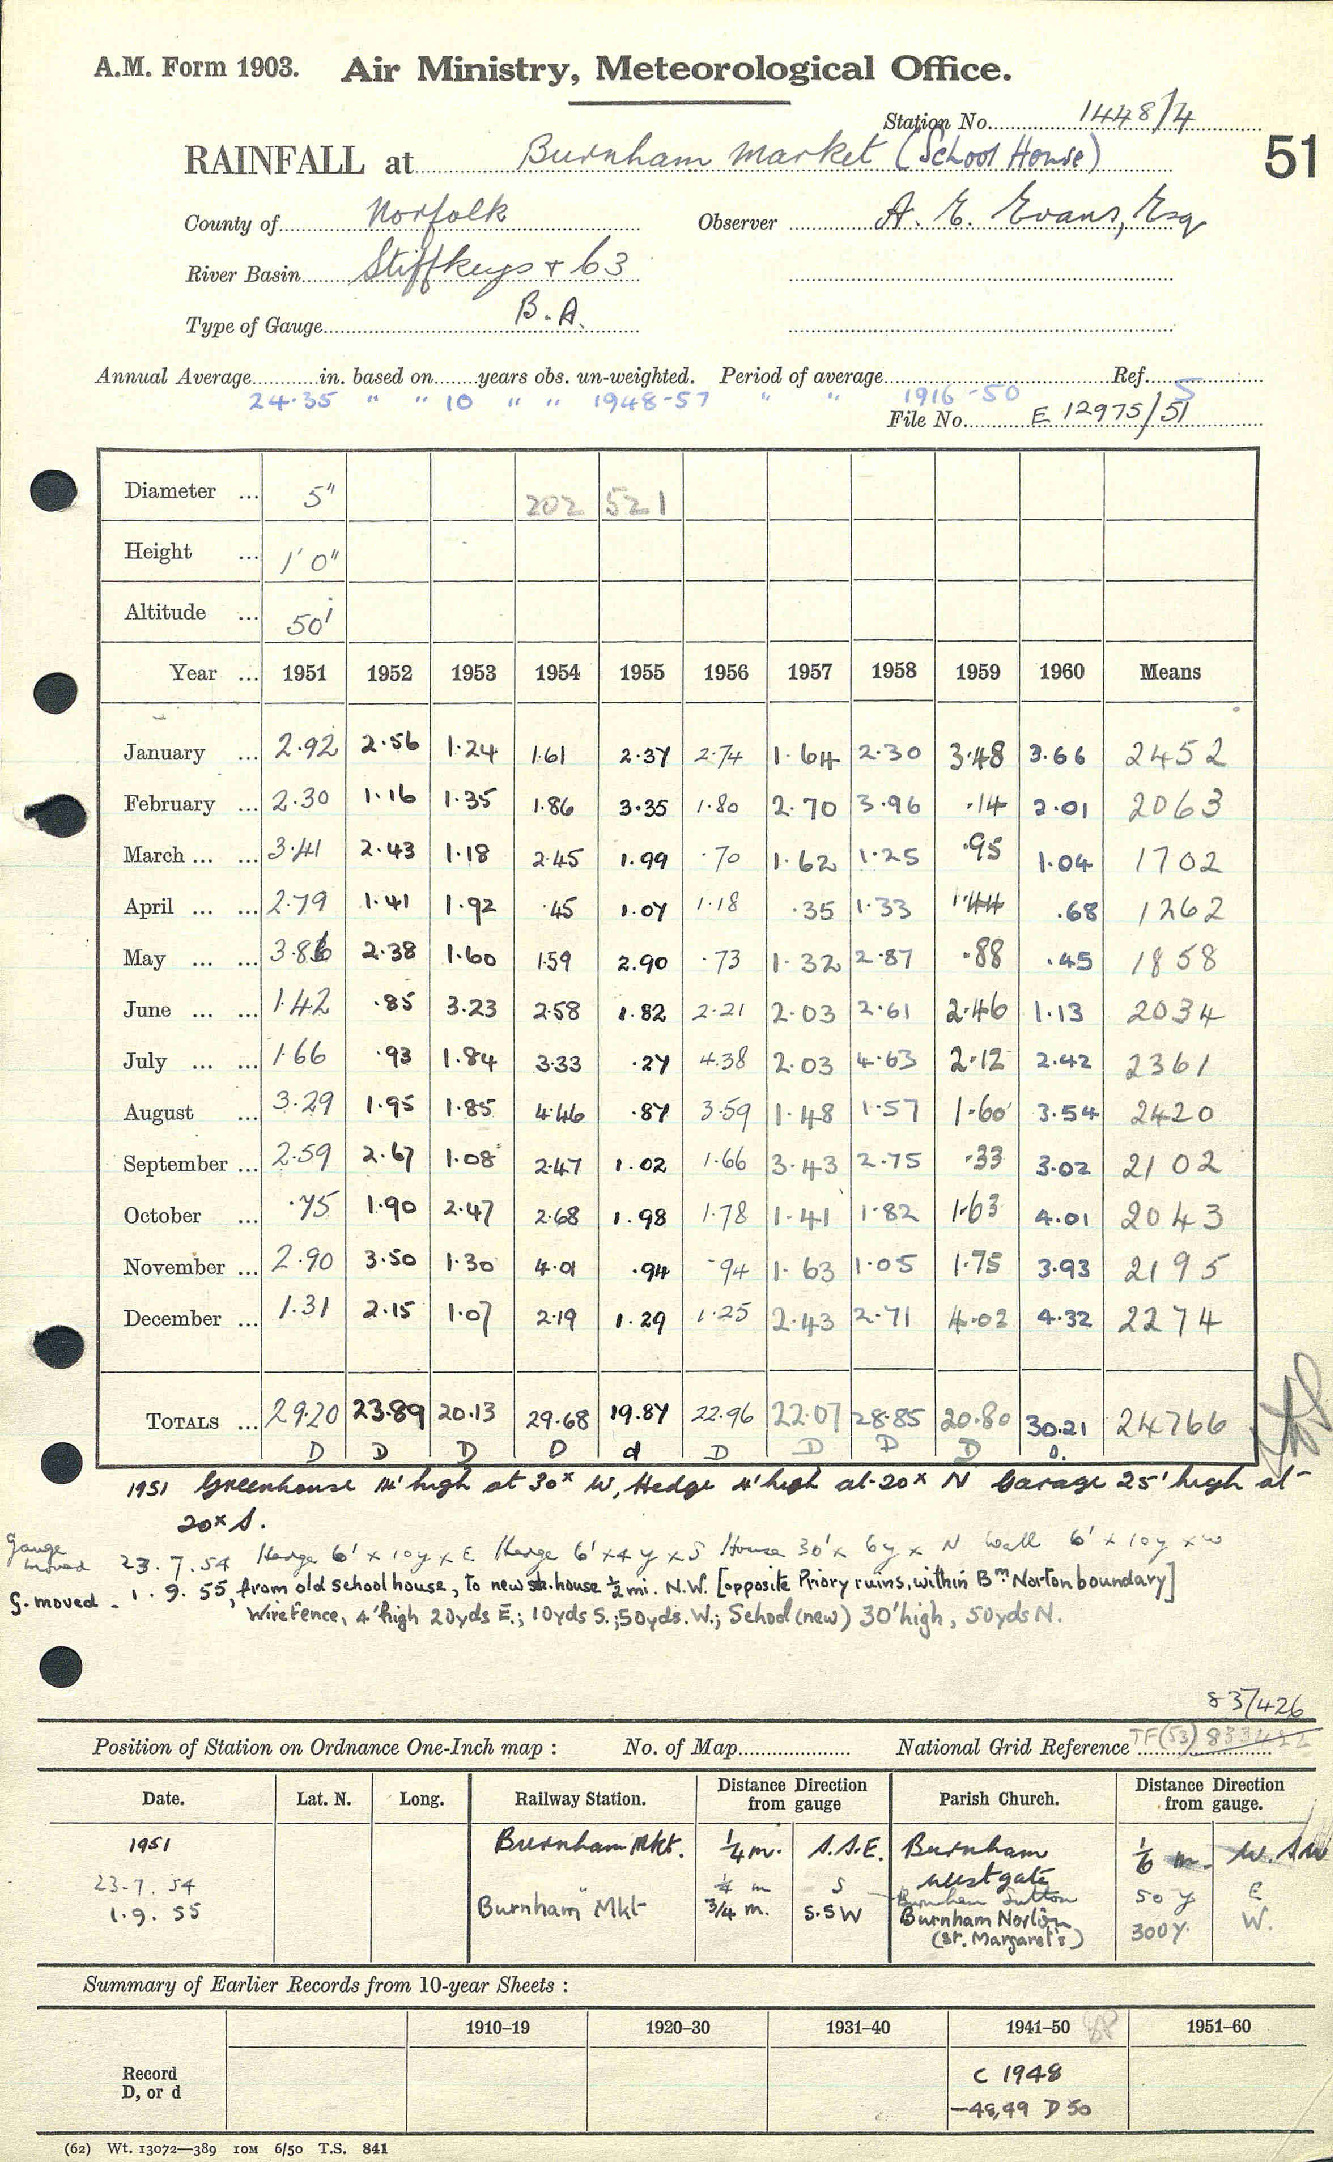 A.M. Form 1903. Air Ministry, Meteorological Office.
Station No. 1448/4
RAINFALL at Burnham Market (School House) 51
County of Norfolk Observer A. E. Evans, Esq
River Basin Stiffkey + 63
Type of Gauge B.A.
Annual Average in. based on years obs. un-weighted. Period of average Ref. S
24.35 " " 10 " " 1948-57 " " 1916-50
File No. E 12975/51
Diameter ... 5" 202 521
Height ... 1' 0"
Altitude ... 50'
Year ... 1951 1952 1953 1954 1955 1956 1957 1958 1959 1960 Means
January ... 2.92 2.56 1.24 1.61 2.37 2.74 1.64 2.30 3.48 3.66 2452
February ... 2.30 1.16 1.35 1.86 3.35 1.80 2.70 3.96 .14 2.01 2063
March ... ... 3.41 2.43 1.18 2.45 1.99 .70 1.62 1.25 .95 1.04 1702
April ... ... 2.79 1.41 1.92 .45 1.07 1.18 .35 1.33 1.44 .68 1262
May ... ... 3.86 2.38 1.60 1.59 2.90 .73 1.32 2.87 .88 .45 1858
June ... ... 1.42 .85 3.23 2.58 1.82 2.21 2.03 2.61 2.46 1.13 2034
July ... ... 1.66 .93 1.84 3.33 .27 4.38 2.03 4.63 2.12 2.42 2361
August ... 3.29 1.95 1.85 4.46 .87 3.59 1.48 1.57 1.60 3.54 2420
September ... 2.59 2.67 1.08 2.47 1.02 1.66 3.43 2.75 .33 3.02 2102
October ... .75 1.90 2.47 2.68 1.98 1.78 1.41 1.82 1.63 4.01 2043
November ... 2.90 3.50 1.30 4.01 .94 .94 1.63 1.05 1.75 3.93 2195
December ... 1.31 2.15 1.07 2.19 1.29 1.25 2.43 2.71 4.02 4.32 2274
TOTALS ... 29.20 23.89 20.13 29.68 19.87 22.96 22.07 28.85 20.80 30.21 24766
D D D D d D D D D D.
1951 Greenhouse 14' high at 30x W, Hedge 4' high at 20x N Garage 25' high at
20x S.
gauge moved 23.7.54 Hedge 6' x 10y x E Hedge 6' x 4y x S House 30' x 6y x N Wall 6' x 10y x W
G. moved - 1.9.55, from old school house, to new sch. house ½ mi. N.W. [opposite Priory ruins, within Bm Norton boundary]
Wire fence, 4' high 20yds E.; 10yds S.; 50yds. W.; School (new) 30' high, 50yds N.
837426
Position of Station on Ordnance One-Inch map : No. of Map National Grid Reference TF(53) 833422
Date. Lat. N. Long. Railway Station. Distance Direction from gauge Parish Church. Distance Direction from gauge.
1951 Burnham Mkt. ¼ m. S.S.E. Burnham Westgate 1/6 m. W.SW
23.7.54 " ¼ m S Burnham Sutton 50 y E
1.9.55 Burnham Mkt 3/4 m. S.SW Burnham Norton (St. Margaret's) 300y. W.
Summary of Earlier Records from 10-year Sheets :
1910–19 1920–30 1931–40 1941–50 1951–60
Record D, or d C 1948
-48,49 D 50
(62) Wt. 13072—389 10M 6/50 T.S. 841